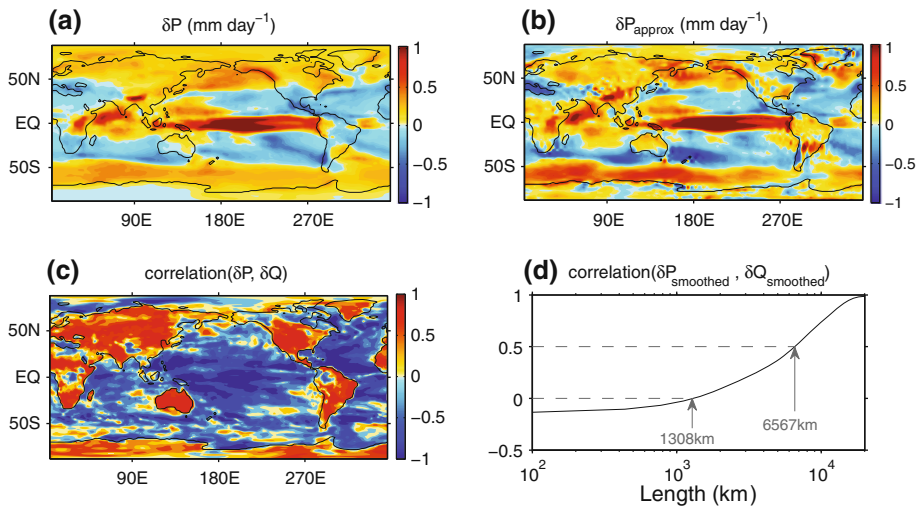 (a) δP (mm day⁻¹)
50N
EQ
50S
90E 180E 270E
1
0.5
0
−0.5
−1
(b) δP_approx (mm day⁻¹)
50N
EQ
50S
90E 180E 270E
1
0.5
0
−0.5
−1
(c) correlation(δP, δQ)
50N
EQ
50S
90E 180E 270E
1
0.5
0
−0.5
−1
(d) correlation(δP_smoothed , δQ_smoothed)
1
0.5
0
−0.5
1308km
6567km
10² 10³ 10⁴
Length (km)